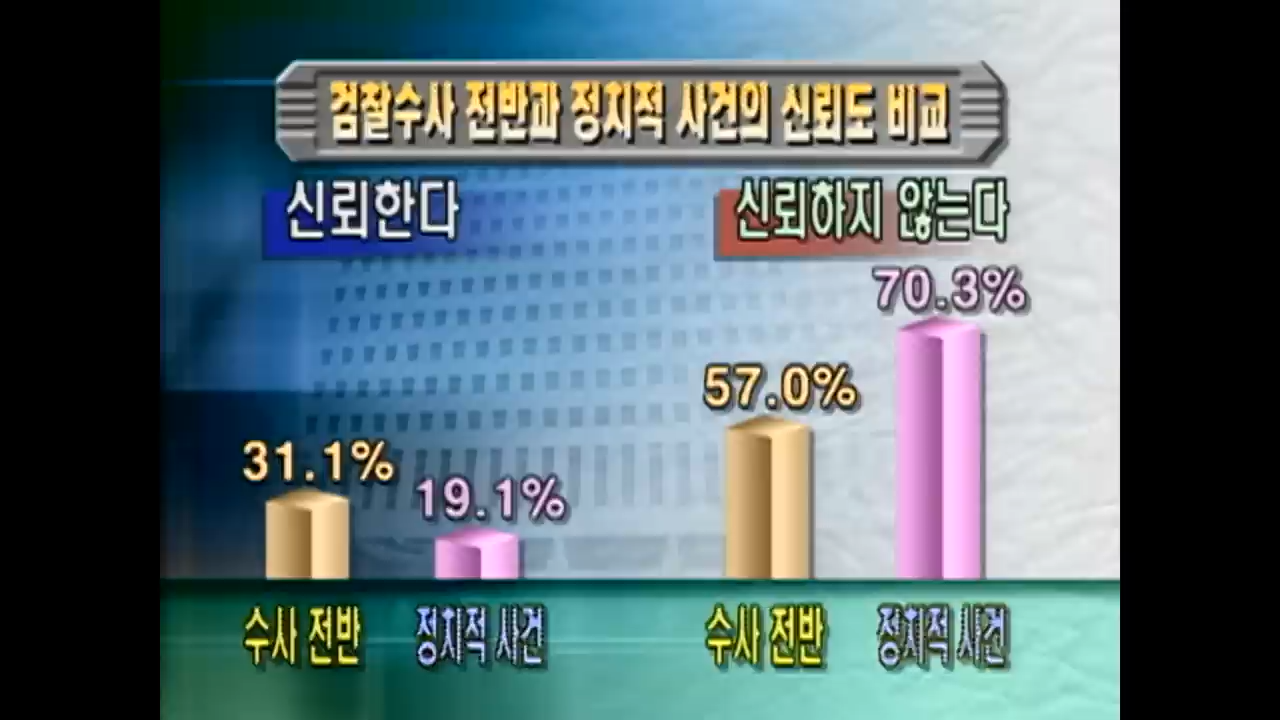 검찰수사 전반과 정치적 사건의 신뢰도 비교
신뢰한다
신뢰하지 않는다
31.1%
19.1%
57.0%
70.3%
수사 전반
정치적 사건
수사 전반
정치적 사건